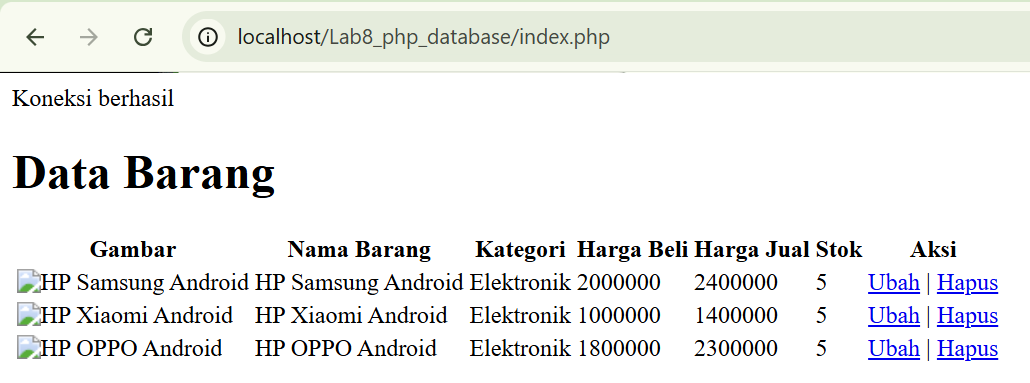 localhost/Lab8_php_database/index.php
Koneksi berhasil
Data Barang
Gambar Nama Barang Kategori Harga Beli Harga Jual Stok Aksi
HP Samsung Android HP Samsung Android Elektronik 2000000 2400000 5 Ubah | Hapus
HP Xiaomi Android HP Xiaomi Android Elektronik 1000000 1400000 5 Ubah | Hapus
HP OPPO Android HP OPPO Android Elektronik 1800000 2300000 5 Ubah | Hapus